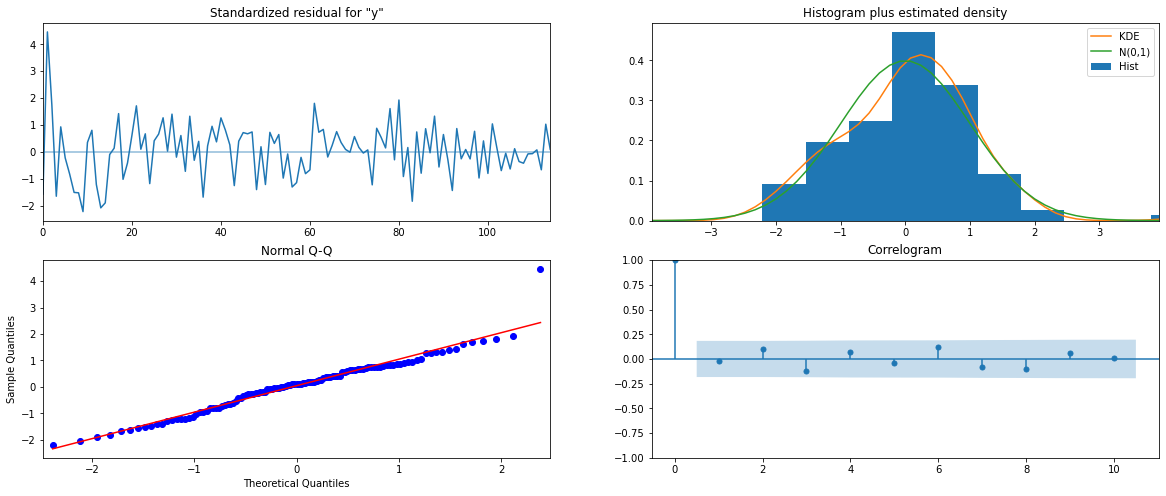 Standardized residual for "y"
4
3
2
1
0
−1
−2
0 20 40 60 80 100
Histogram plus estimated density
KDE
N(0,1)
Hist
0.4
0.3
0.2
0.1
0.0
−3 −2 −1 0 1 2 3
Normal Q-Q
Sample Quantiles
4
3
2
1
0
−1
−2
−2 −1 0 1 2
Theoretical Quantiles
Correlogram
1.00
0.75
0.50
0.25
0.00
−0.25
−0.50
−0.75
−1.00
0 2 4 6 8 10